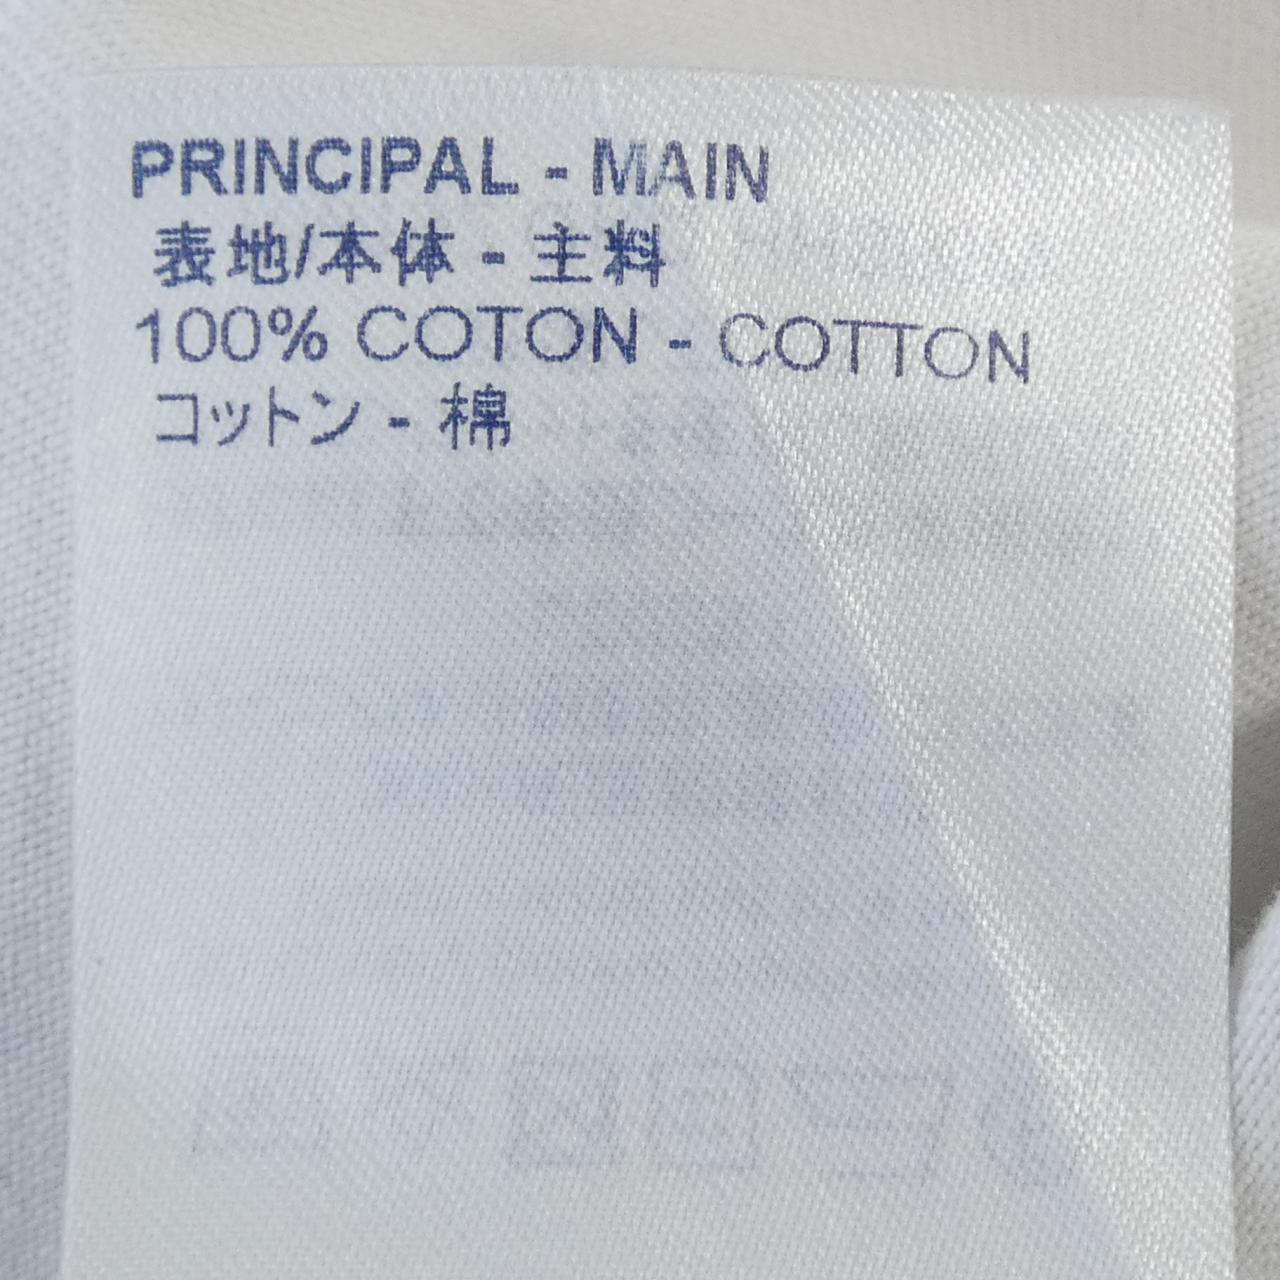 PRINCIPAL - MAIN
表地/本体 - 主料
100% COTON - COTTON
コットン - 棉